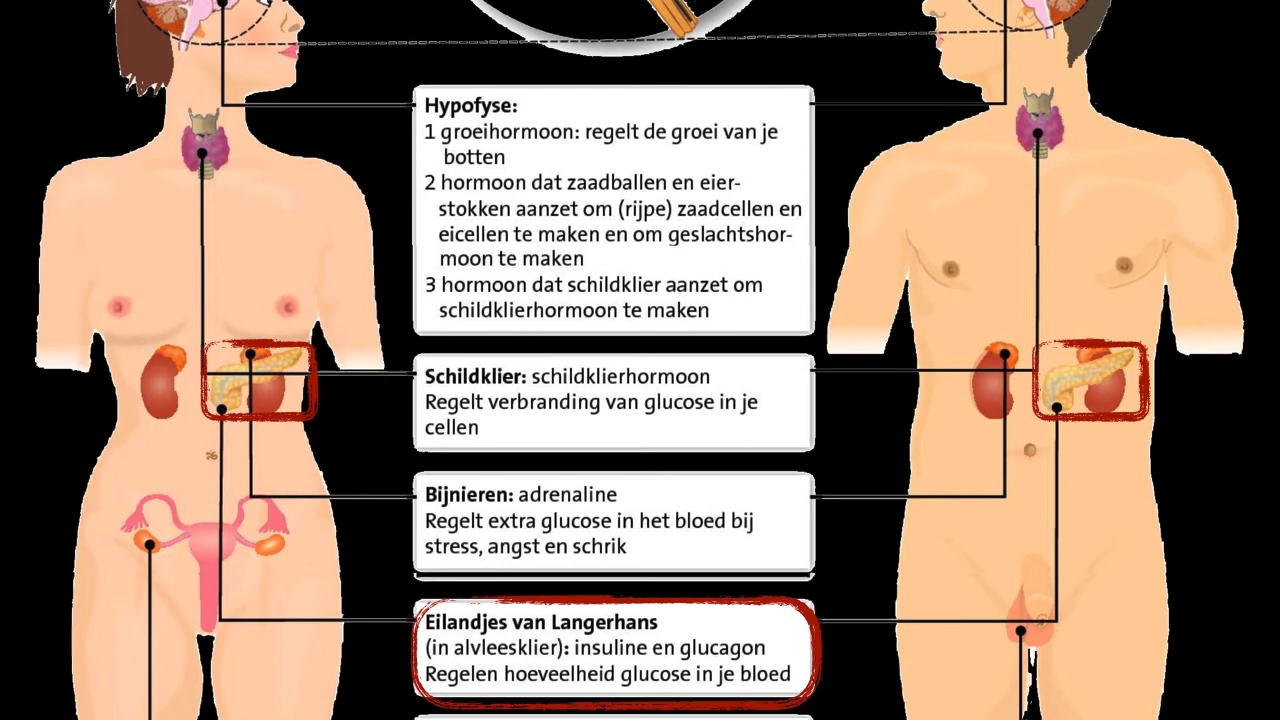 Hypofyse:
1 groeihormoon: regelt de groei van je
botten
2 hormoon dat zaadballen en eier-
stokken aanzet om (rijpe) zaadcellen en
eicellen te maken en om geslachtshor-
moon te maken
3 hormoon dat schildklier aanzet om
schildklierhormoon te maken
Schildklier: schildklierhormoon
Regelt verbranding van glucose in je
cellen
Bijnieren: adrenaline
Regelt extra glucose in het bloed bij
stress, angst en schrik
Eilandjes van Langerhans
(in alvleesklier): insuline en glucagon
Regelen hoeveelheid glucose in je bloed